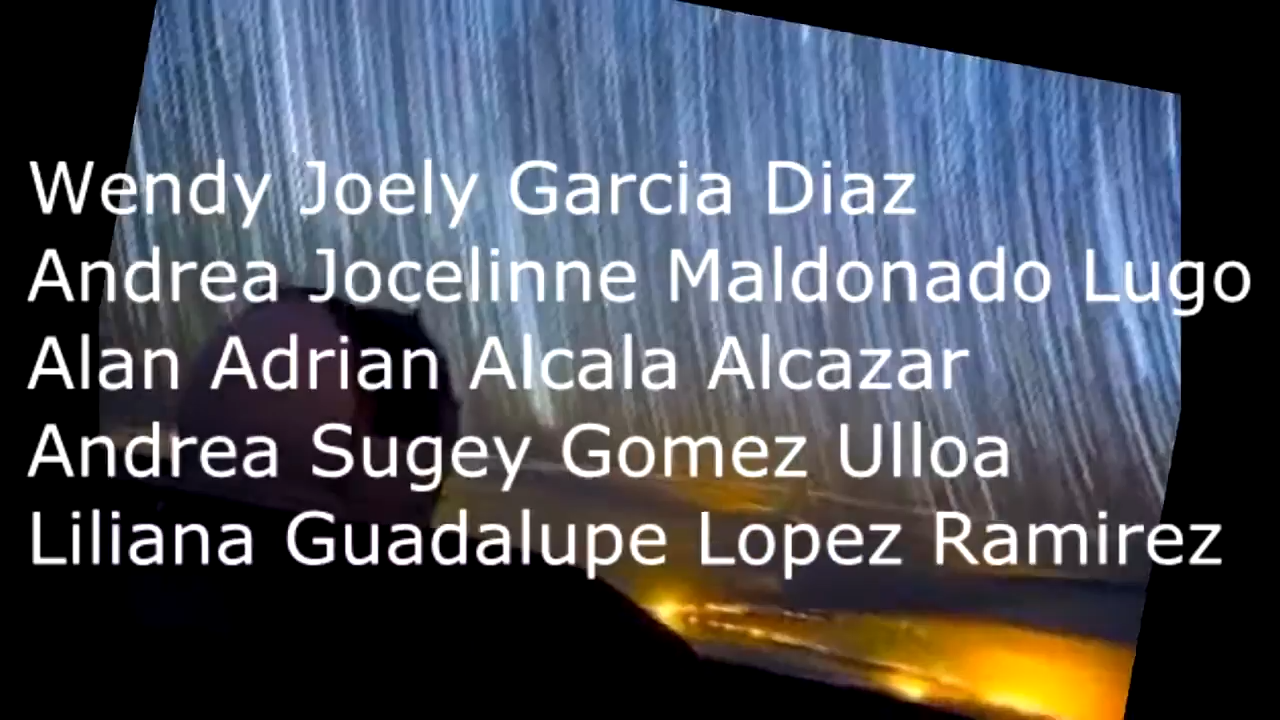 Wendy Joely Garcia Diaz
Andrea Jocelinne Maldonado Lugo
Alan Adrian Alcala Alcazar
Andrea Sugey Gomez Ulloa
Liliana Guadalupe Lopez Ramirez